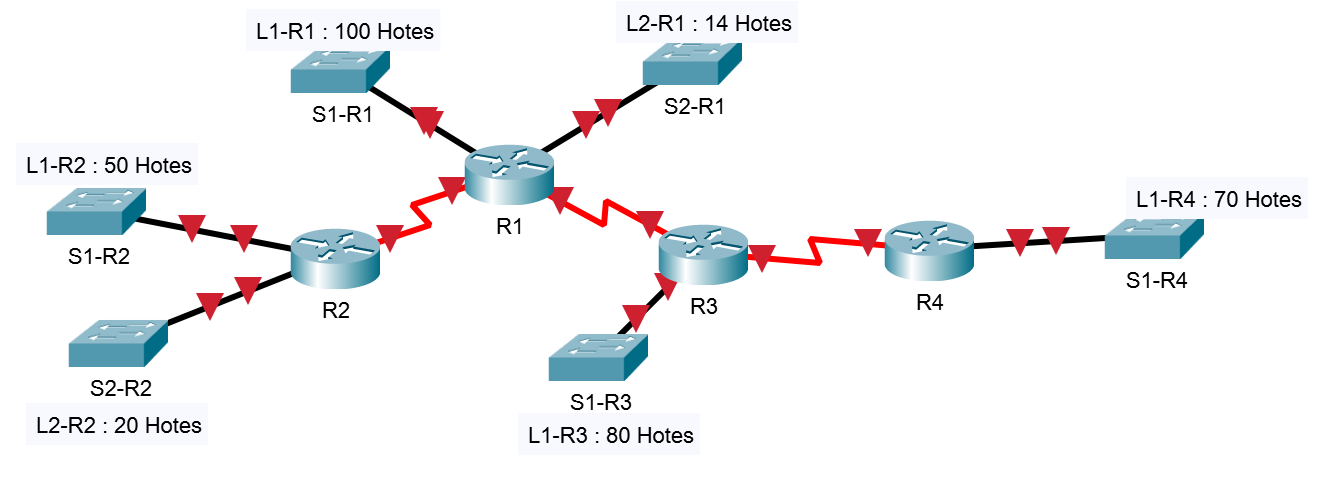 L1-R1 : 100 Hotes
L2-R1 : 14 Hotes
S1-R1
S2-R1
L1-R2 : 50 Hotes
S1-R2
R1
L1-R4 : 70 Hotes
S1-R4
R2
R3
R4
S2-R2
L2-R2 : 20 Hotes
S1-R3
L1-R3 : 80 Hotes